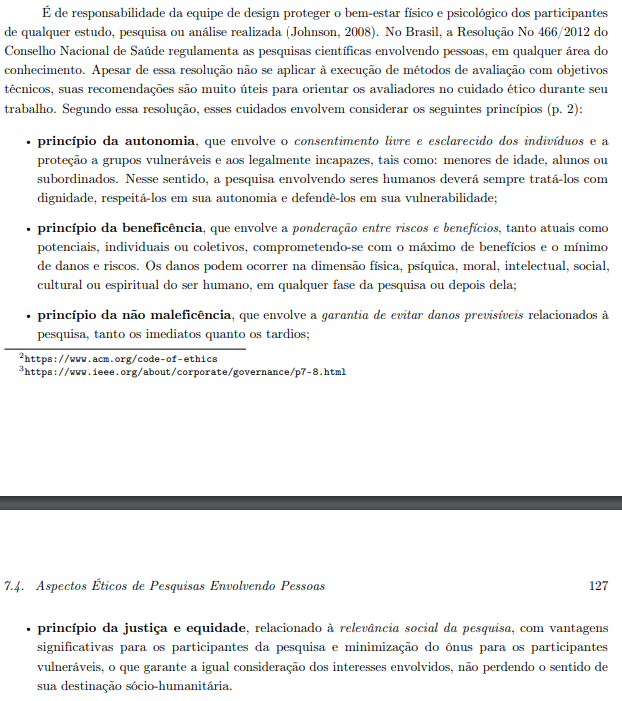 É de responsabilidade da equipe de design proteger o bem-estar físico e psicológico dos participantes
de qualquer estudo, pesquisa ou análise realizada (Johnson, 2008). No Brasil, a Resolução No 466/2012 do
Conselho Nacional de Saúde regulamenta as pesquisas científicas envolvendo pessoas, em qualquer área do
conhecimento. Apesar de essa resolução não se aplicar à execução de métodos de avaliação com objetivos
técnicos, suas recomendações são muito úteis para orientar os avaliadores no cuidado ético durante seu
trabalho. Segundo essa resolução, esses cuidados envolvem considerar os seguintes princípios (p. 2):
• princípio da autonomia, que envolve o consentimento livre e esclarecido dos indivíduos e a
proteção a grupos vulneráveis e aos legalmente incapazes, tais como: menores de idade, alunos ou
subordinados. Nesse sentido, a pesquisa envolvendo seres humanos deverá sempre tratá-los com
dignidade, respeitá-los em sua autonomia e defendê-los em sua vulnerabilidade;
• princípio da beneficência, que envolve a ponderação entre riscos e benefícios, tanto atuais como
potenciais, individuais ou coletivos, comprometendo-se com o máximo de benefícios e o mínimo
de danos e riscos. Os danos podem ocorrer na dimensão física, psíquica, moral, intelectual, social,
cultural ou espiritual do ser humano, em qualquer fase da pesquisa ou depois dela;
• princípio da não maleficência, que envolve a garantia de evitar danos previsíveis relacionados à
pesquisa, tanto os imediatos quanto os tardios;
2https://www.acm.org/code-of-ethics
3https://www.ieee.org/about/corporate/governance/p7-8.html
7.4. Aspectos Éticos de Pesquisas Envolvendo Pessoas 127
• princípio da justiça e equidade, relacionado à relevância social da pesquisa, com vantagens
significativas para os participantes da pesquisa e minimização do ônus para os participantes
vulneráveis, o que garante a igual consideração dos interesses envolvidos, não perdendo o sentido de
sua destinação sócio-humanitária.